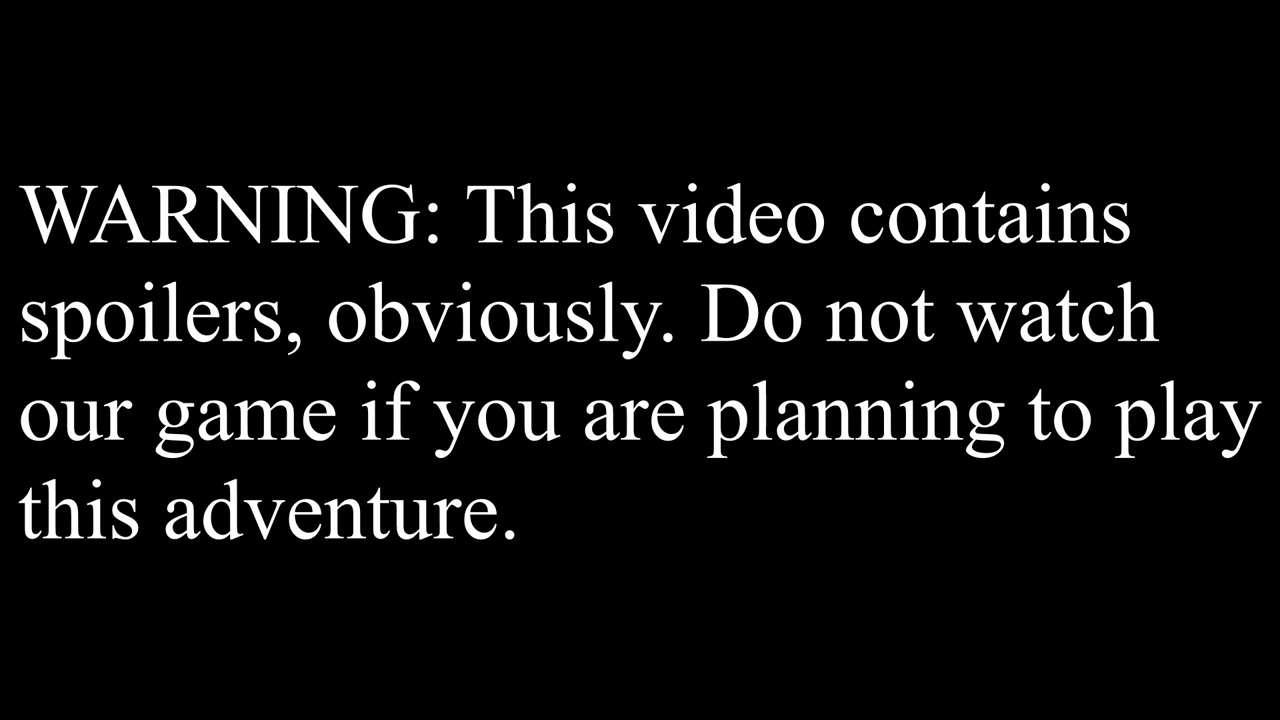 WARNING: This video contains
spoilers, obviously. Do not watch
our game if you are planning to play
this adventure.